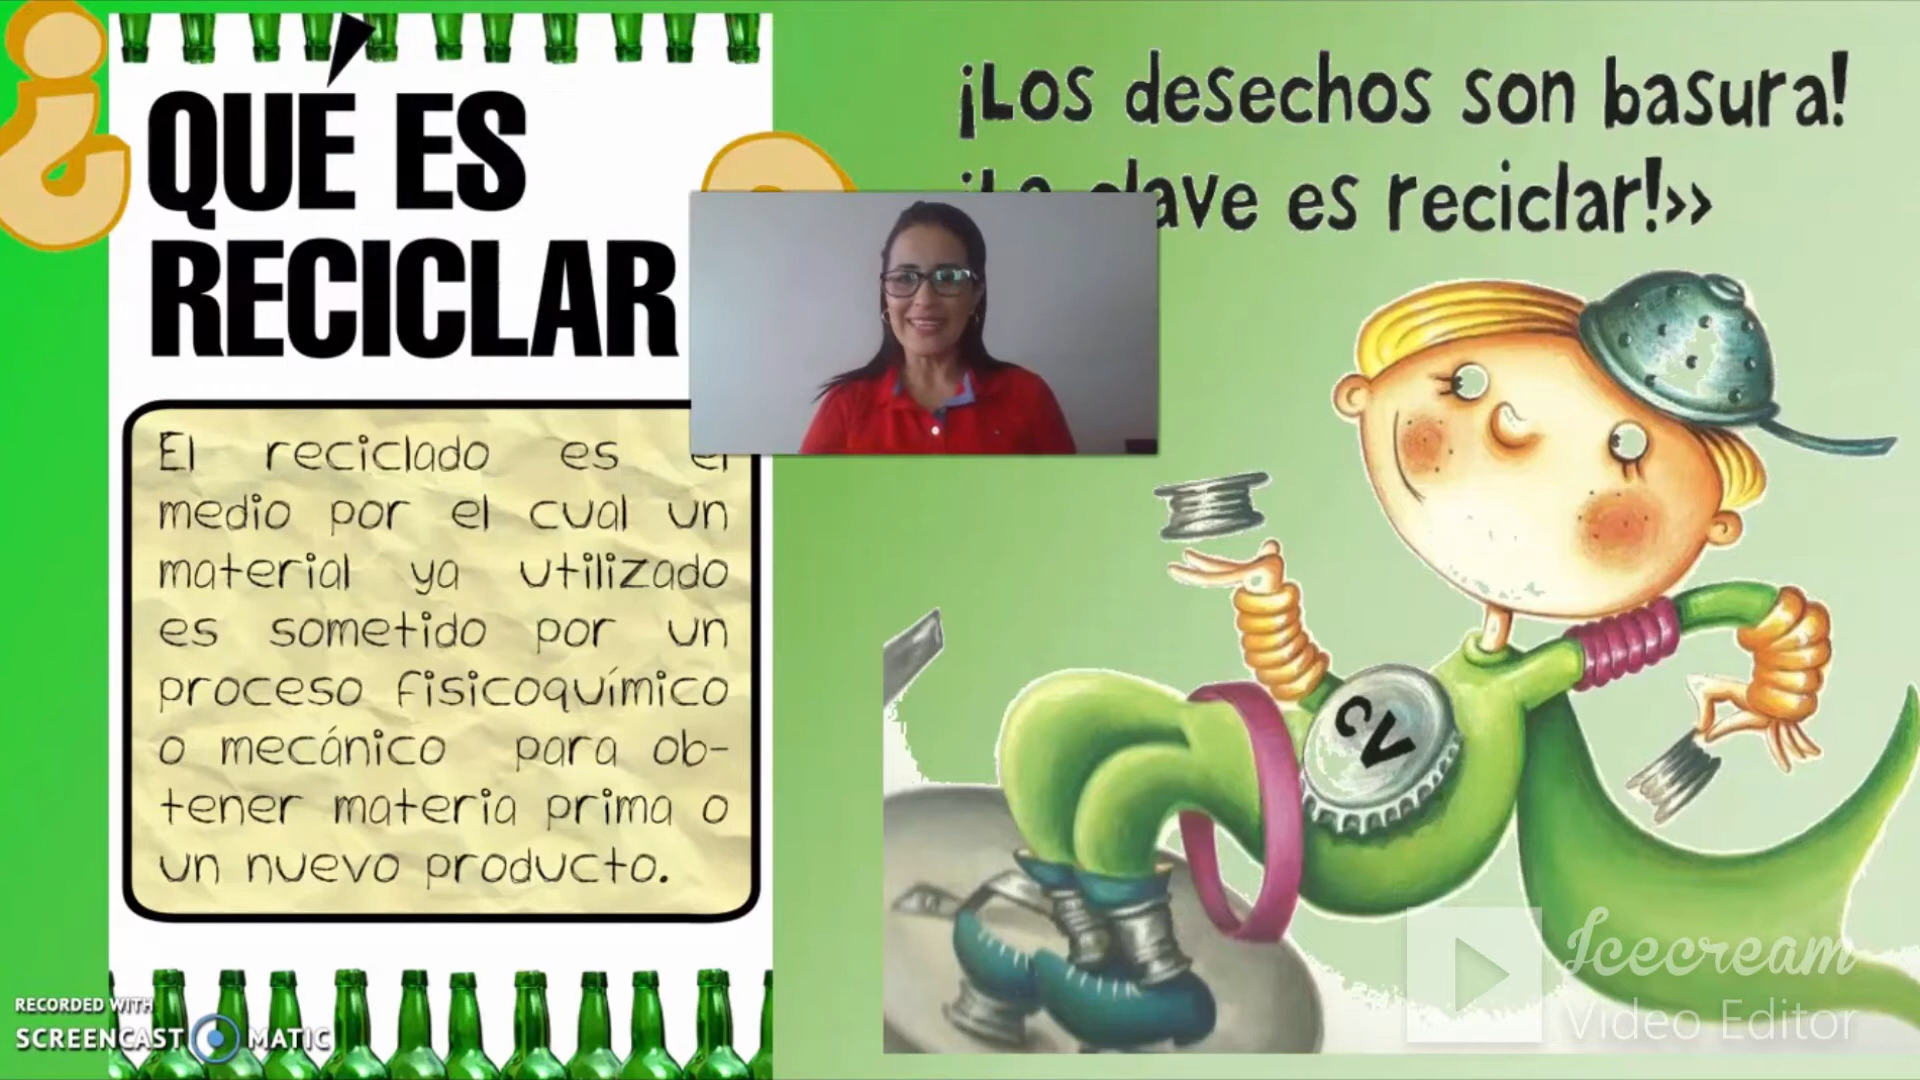 ¿QUÉ ES
RECICLAR
El reciclado es el
medio por el cual un
material ya utilizado
es sometido por un
proceso fisicoquímico
o mecánico para ob-
tener materia prima o
un nuevo producto.
¡Los desechos son basura!
es reciclar!>>
CV
RECORDED WITH
SCREENCAST MATIC
Icecream
Video Editor